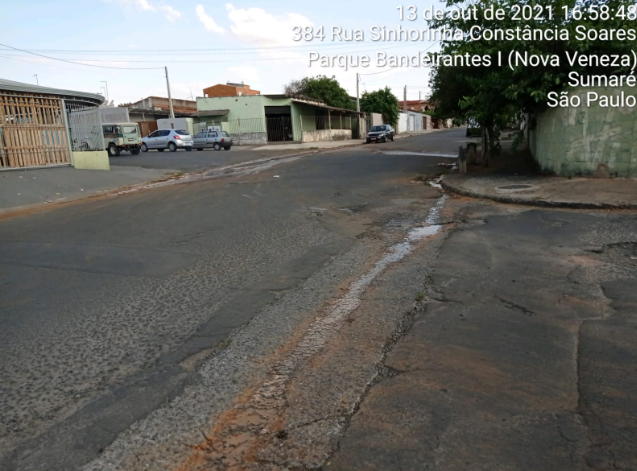 13 de out de 2021 16:58:48
384 Rua Sinhorinha Constância Soares
Parque Bandeirantes I (Nova Veneza)
Sumaré
São Paulo